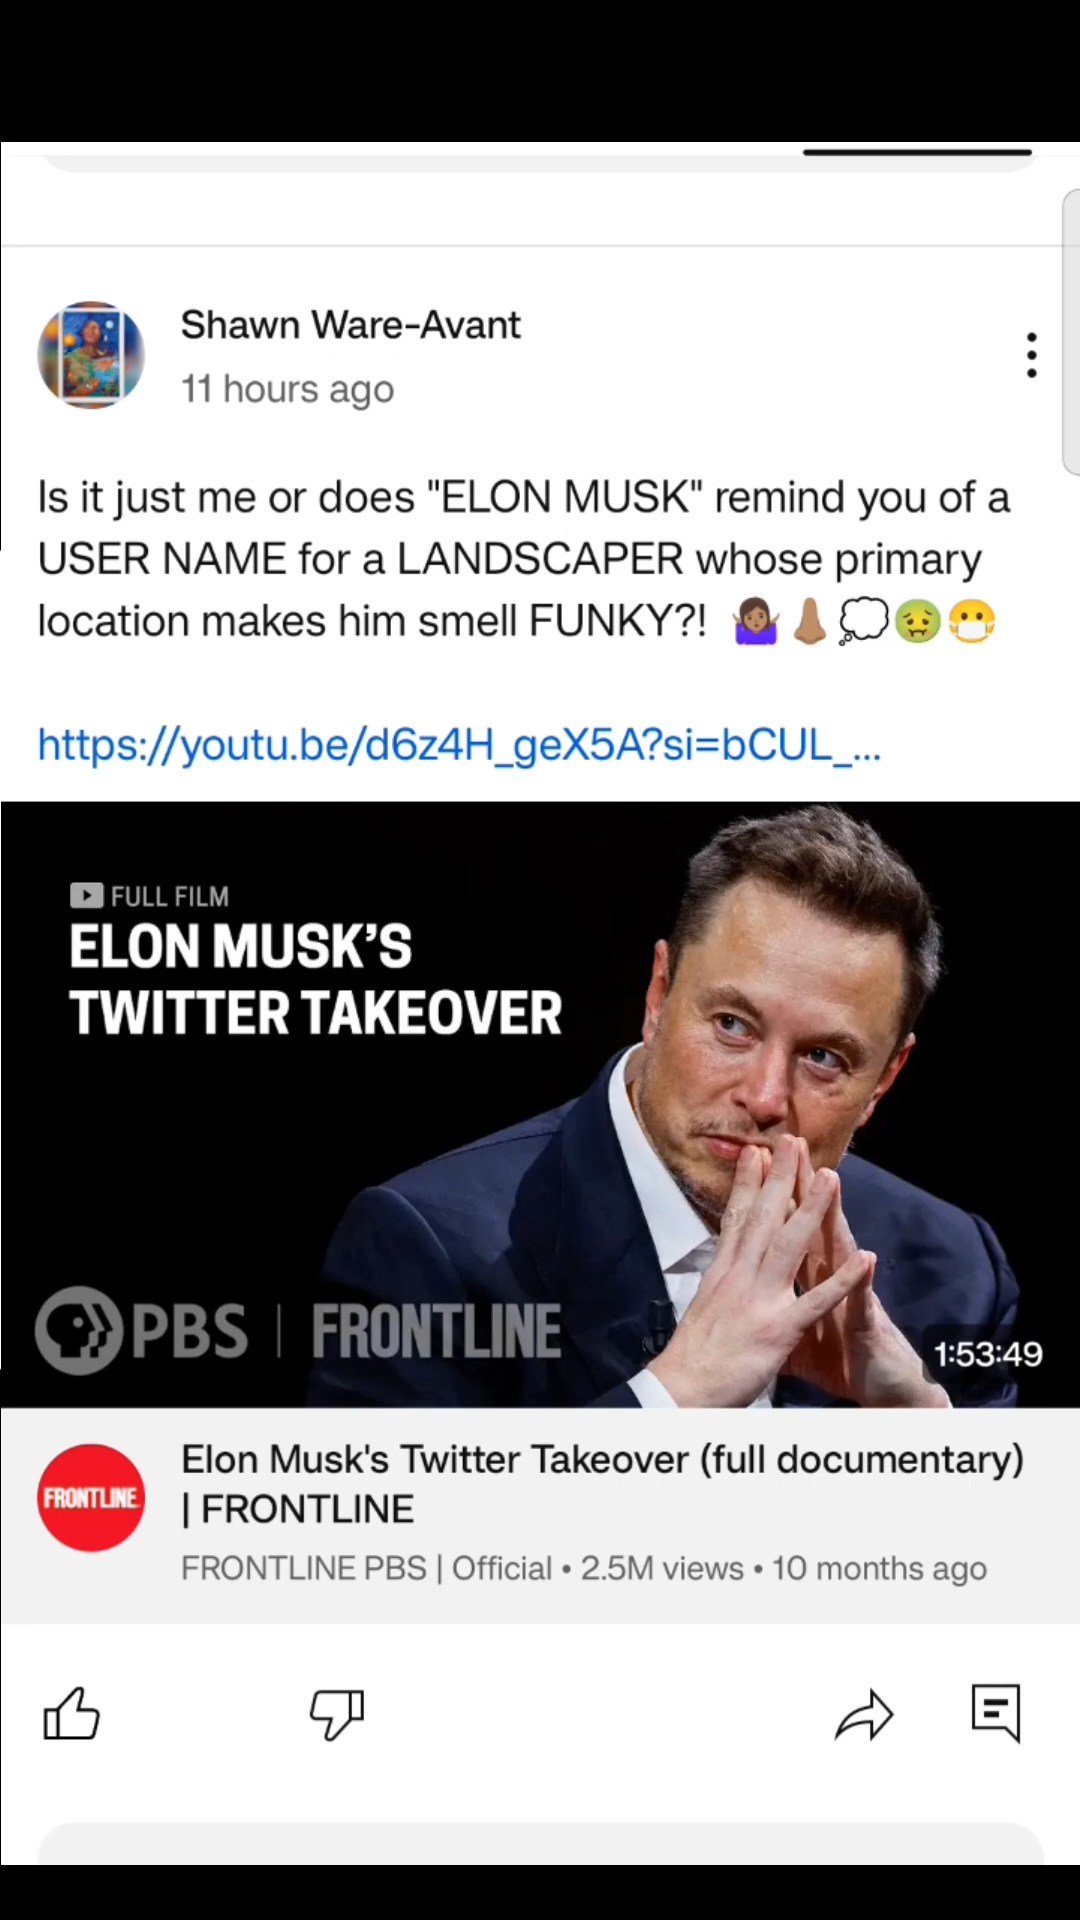 Shawn Ware-Avant
11 hours ago
Is it just me or does "ELON MUSK" remind you of a
USER NAME for a LANDSCAPER whose primary
location makes him smell FUNKY?! 🤷🏽‍♀️👃🏽💭🤢😷
https://youtu.be/d6z4H_geX5A?si=bCUL_...
FULL FILM
ELON MUSK'S
TWITTER TAKEOVER
PBS | FRONTLINE
1:53:49
FRONTLINE
Elon Musk's Twitter Takeover (full documentary)
| FRONTLINE
FRONTLINE PBS | Official • 2.5M views • 10 months ago